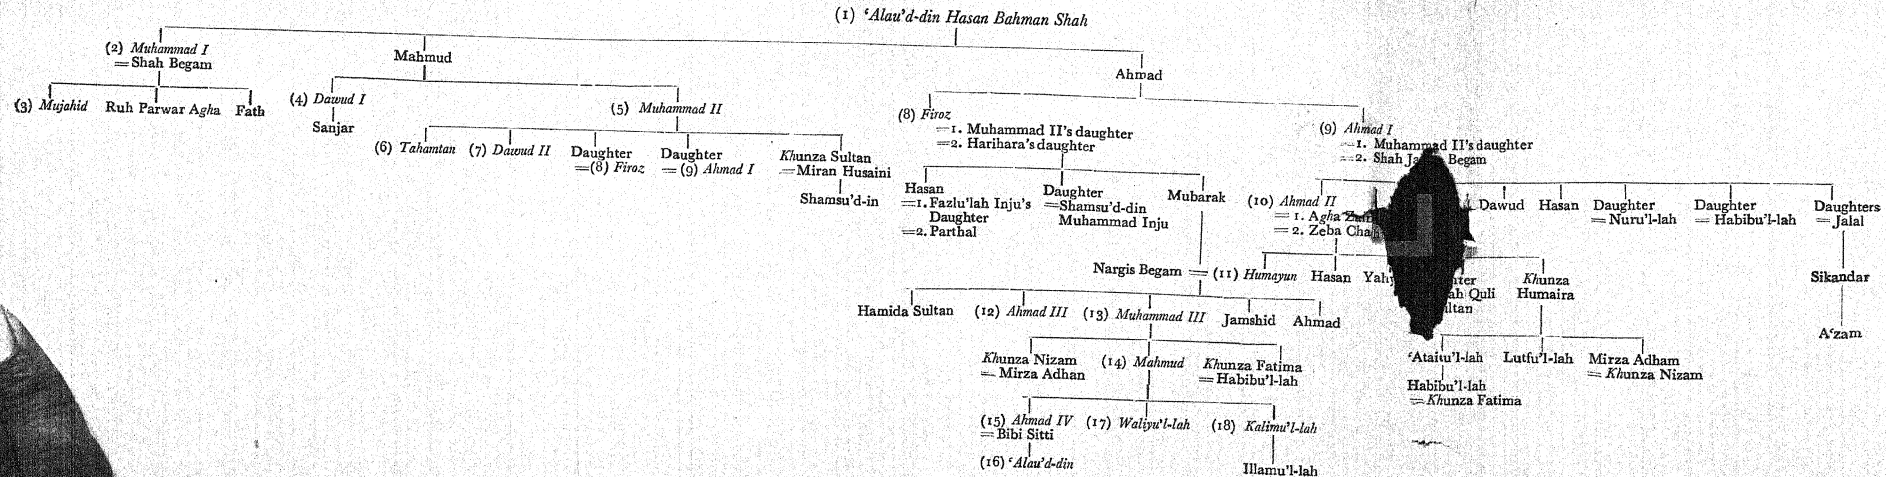 (1) ‘Alau’d-din Hasan Bahman Shah
(2) Muhammad I
=Shah Begam
Mahmud
Ahmad
(3) Mujahid
Ruh Parwar Agha
Fath
(4) Dawud I
Sanjar
(5) Muhammad II
(8) Firoz
=1. Muhammad II’s daughter
=2. Harihara’s daughter
(9) Ahmad I
=1. Muhammad II’s daughter
=2. Shah Begam
(6) Tahamtan
(7) Dawud II
Daughter
=(8) Firoz
Daughter
=(9) Ahmad I
Khunza Sultan
=Miran Husaini
Shamsu’d-in
Hasan
=1. Fazlu’lah Inju’s
Daughter
=2. Parthal
Daughter
=Shamsu’d-din
Muhammad Inju
Mubarak
(10) Ahmad II
=1. Agha
=2. Zeba
Dawud
Hasan
Daughter
= Nuru’l-lah
Daughter
= Habibu’l-lah
Daughters
= Jalal
Nargis Begam = (11) Humayun
Hasan
Quli
Khunza
Humaira
Sikandar
A‘zam
Hamida Sultan
(12) Ahmad III
(13) Muhammad III
Jamshid
Ahmad
Khunza Nizam
= Mirza Adhan
(14) Mahmud
Khunza Fatima
= Habibu’l-lah
‘Ataitu’l-lah
Habibu’l-lah
=Khunza Fatima
Lutfu’l-lah
Mirza Adham
= Khunza Nizam
(15) Ahmad IV
=Bibi Sitti
(17) Waliyu’l-lah
(18) Kalimu’l-lah
(16) ‘Alau’d-din
Illamu’l-lah